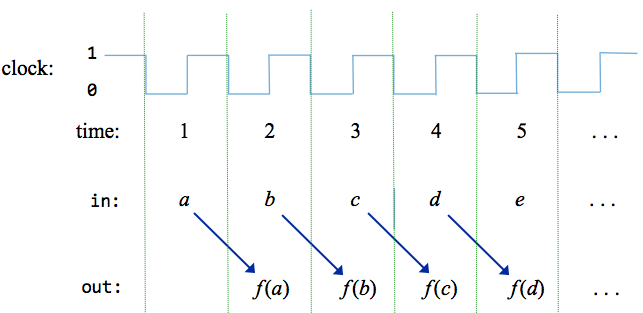 clock: 1
0
time: 1 2 3 4 5 ...
in: a b c d e ...
out: f(a) f(b) f(c) f(d) ...